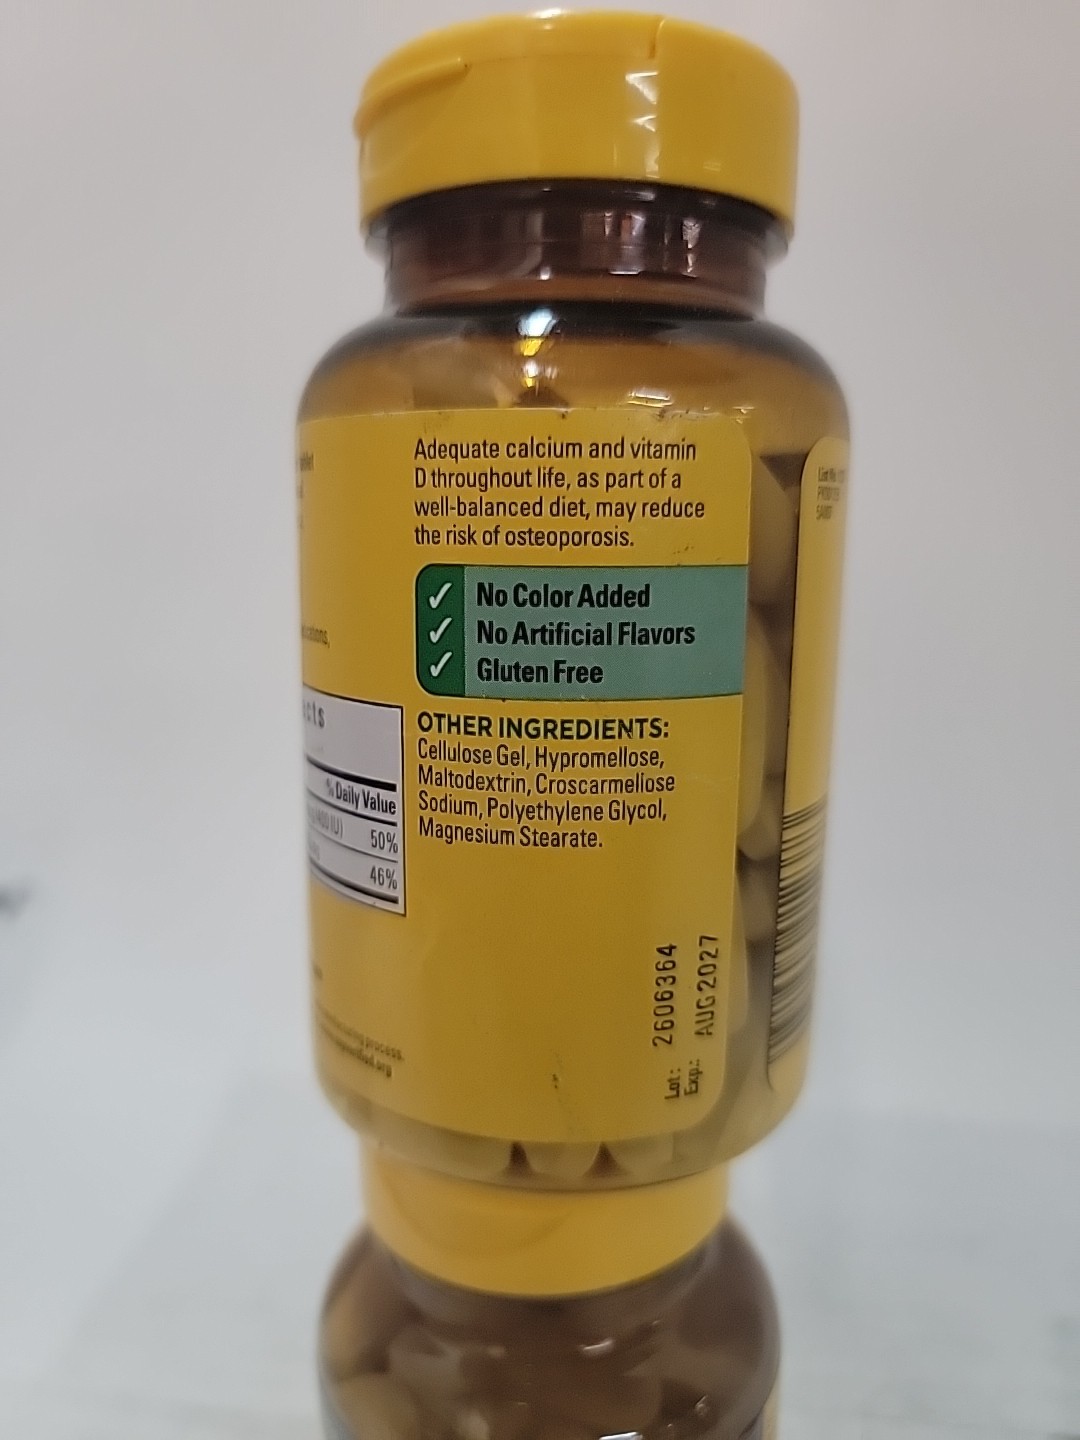 Adequate calcium and vitamin
D throughout life, as part of a
well-balanced diet, may reduce
the risk of osteoporosis.
✓ No Color Added
✓ No Artificial Flavors
✓ Gluten Free
OTHER INGREDIENTS:
Cellulose Gel, Hypromellose,
Maltodextrin, Croscarmellose
Sodium, Polyethylene Glycol,
Magnesium Stearate.
% Daily Value
50%
46%
process.
Lot: 2606364
Exp.: AUG 2027